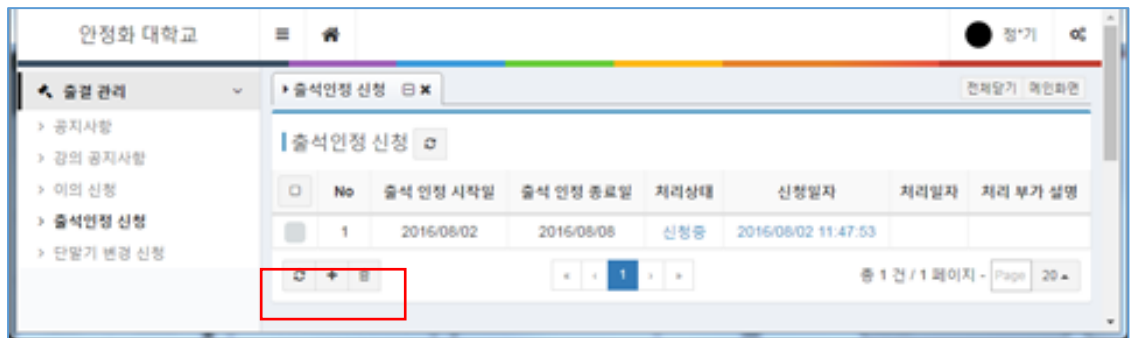 안정화 대학교
정*기
출결 관리
출석인정 신청
전체닫기 메인화면
공지사항
강의 공지사항
이의 신청
출석인정 신청
단말기 변경 신청
출석인정 신청
No 출석 인정 시작일 출석 인정 종료일 처리상태 신청일자 처리일자 처리 부가 설명
1 2016/08/02 2016/08/08 신청중 2016/08/02 11:47:53
« ‹ 1 › »
총 1 건 / 1 페이지 - Page 20